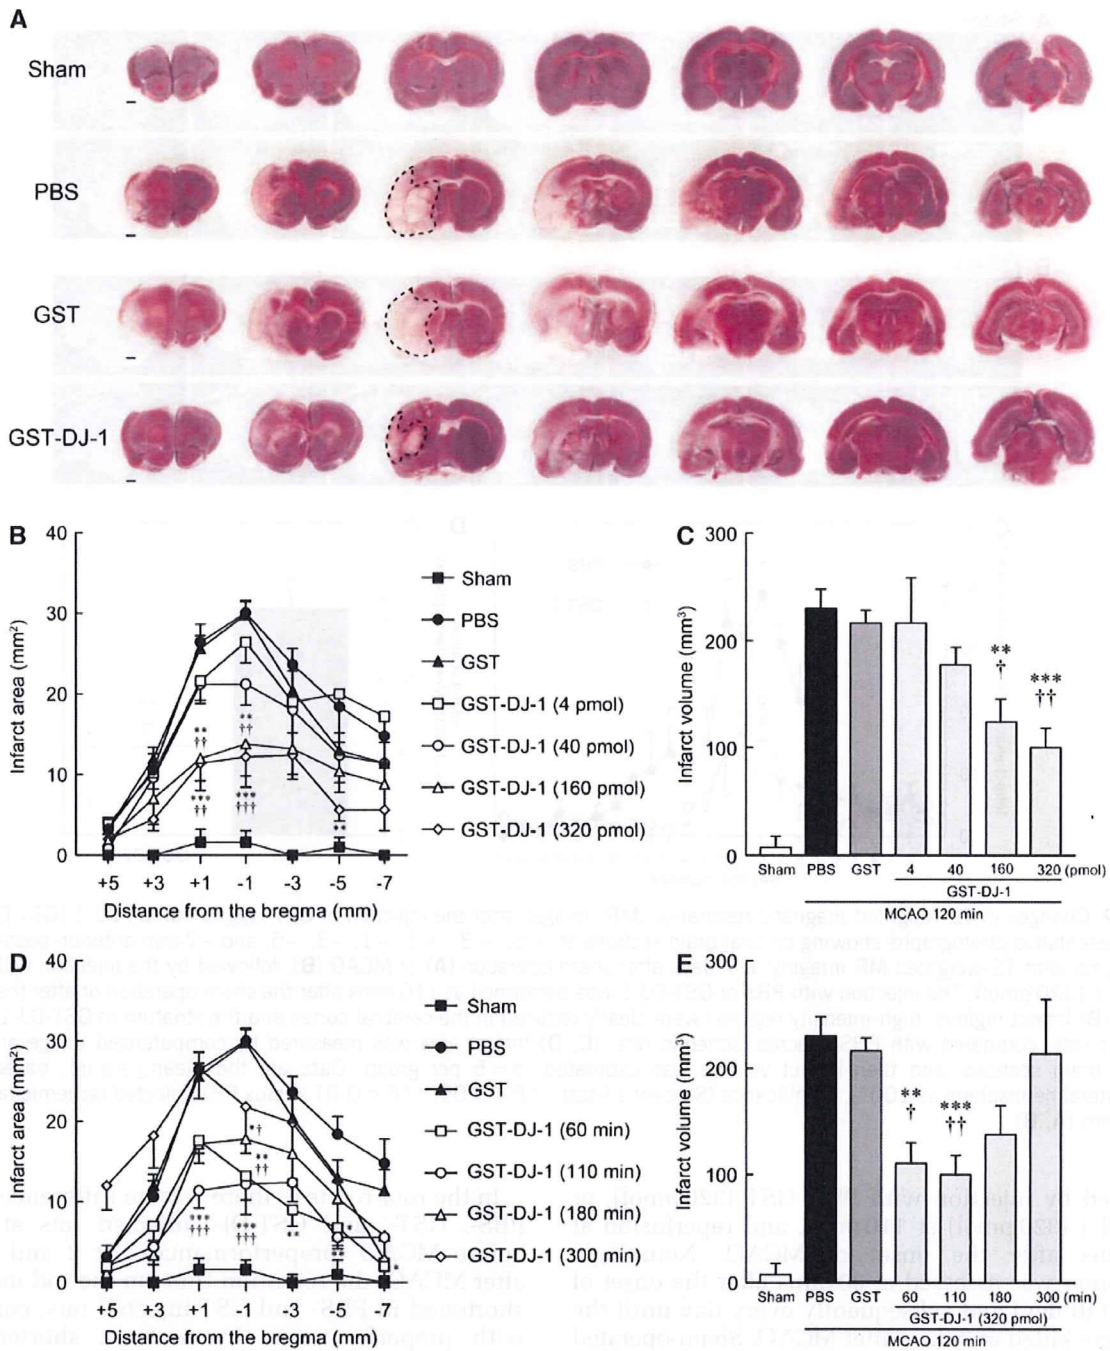 A
Sham
PBS
GST
GST-DJ-1
B
Infarct area (mm²)
40
30
20
10
0
+5 +3 +1 -1 -3 -5 -7
Distance from the bregma (mm)
** †† ** ††
*** †† *** ††† **
Sham
PBS
GST
GST-DJ-1 (4 pmol)
GST-DJ-1 (40 pmol)
GST-DJ-1 (160 pmol)
GST-DJ-1 (320 pmol)
C
Infarct volume (mm³)
300
200
100
0
** † *** ††
Sham PBS GST 4 40 160 320 (pmol)
GST-DJ-1
MCAO 120 min
D
Infarct area (mm²)
40
30
20
10
0
+5 +3 +1 -1 -3 -5 -7
Distance from the bregma (mm)
*† ** ††
*** ††† *** ††† ** ** * *
Sham
PBS
GST
GST-DJ-1 (60 min)
GST-DJ-1 (110 min)
GST-DJ-1 (180 min)
GST-DJ-1 (300 min)
E
Infarct volume (mm³)
300
200
100
0
** † *** ††
Sham PBS GST 60 110 180 300 (min)
GST-DJ-1 (320 pmol)
MCAO 120 min